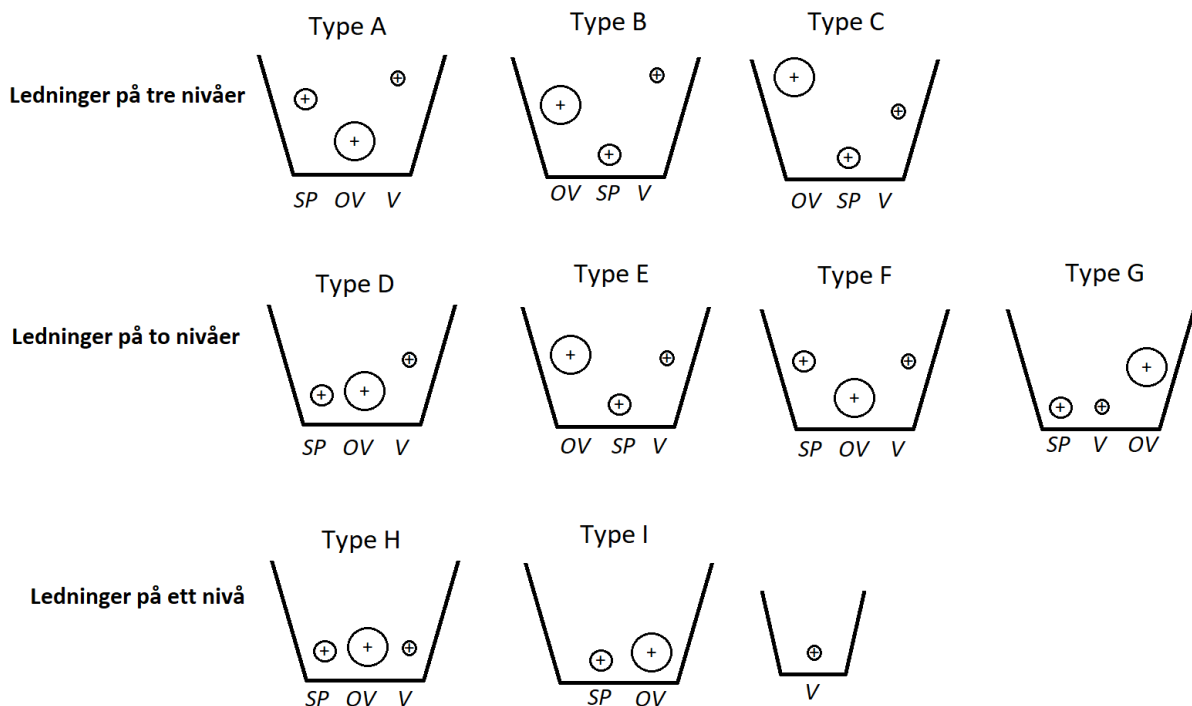 Type A Type B Type C
Ledninger på tre nivåer
SP OV V OV SP V OV SP V
Type D Type E Type F Type G
Ledninger på to nivåer
SP OV V OV SP V SP OV V SP V OV
Type H Type I
Ledninger på ett nivå
SP OV V SP OV V